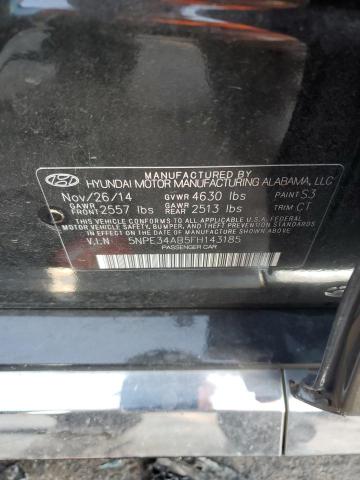 MANUFACTURED BY
HYUNDAI MOTOR MANUFACTURING ALABAMA, LLC
Nov/26/14 GVWR 4630 lbs PAINT S3
GAWR FRONT 2557 lbs GAWR REAR 2513 lbs TRIM CT
THIS VEHICLE CONFORMS TO ALL APPLICABLE U.S.A. FEDERAL
MOTOR VEHICLE SAFETY, BUMPER, AND THEFT PREVENTION
STANDARDS IN EFFECT ON THE DATE OF MANUFACTURE SHOWN ABOVE.
V.I.N 5NPE34AB5FH143185
PASSENGER CAR